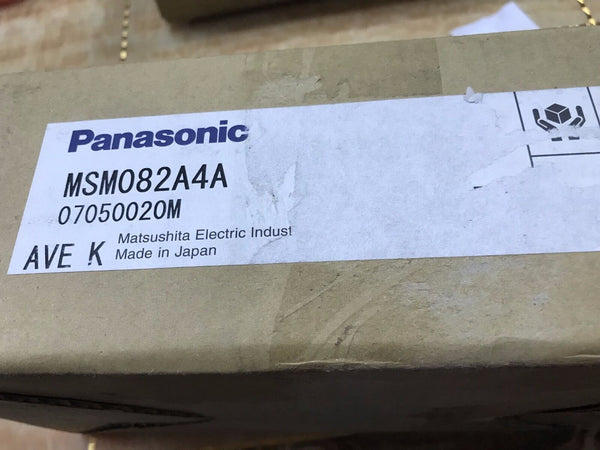 Panasonic
MSM082A4A
07050020M
AVE K
Matsushita Electric Indust
Made in Japan